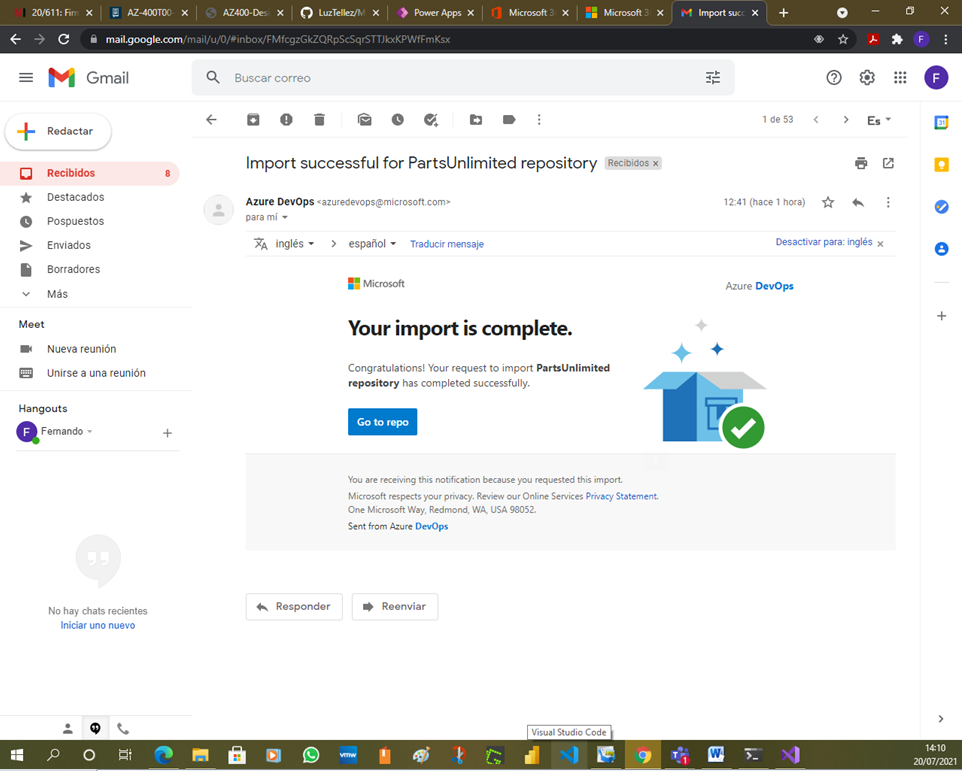 20/611: Fim
AZ-400T00-
AZ400-Des
LuzTellez/M
Power Apps
Microsoft 3
Microsoft 3
Import succ
mail.google.com/mail/u/0/#inbox/FMfcgzGkZQRpScSqrSTTJkxKPWfFmKsx
F
Gmail
Buscar correo
F
Redactar
1 de 53
Es
Recibidos 8
Destacados
Pospuestos
Enviados
Borradores
Más
Meet
Nueva reunión
Unirse a una reunión
Hangouts
F Fernando
No hay chats recientes
Iniciar uno nuevo
Import successful for PartsUnlimited repository Recibidos x
Azure DevOps <azuredevops@microsoft.com>
12:41 (hace 1 hora)
para mí
inglés > español Traducir mensaje
Desactivar para: inglés x
Microsoft
Azure DevOps
Your import is complete.
Congratulations! Your request to import PartsUnlimited
repository has completed successfully.
Go to repo
You are receiving this notification because you requested this import.
Microsoft respects your privacy. Review our Online Services Privacy Statement.
One Microsoft Way, Redmond, WA, USA 98052.
Sent from Azure DevOps
Responder
Reenviar
Visual Studio Code
vmw
14:10
20/07/2021